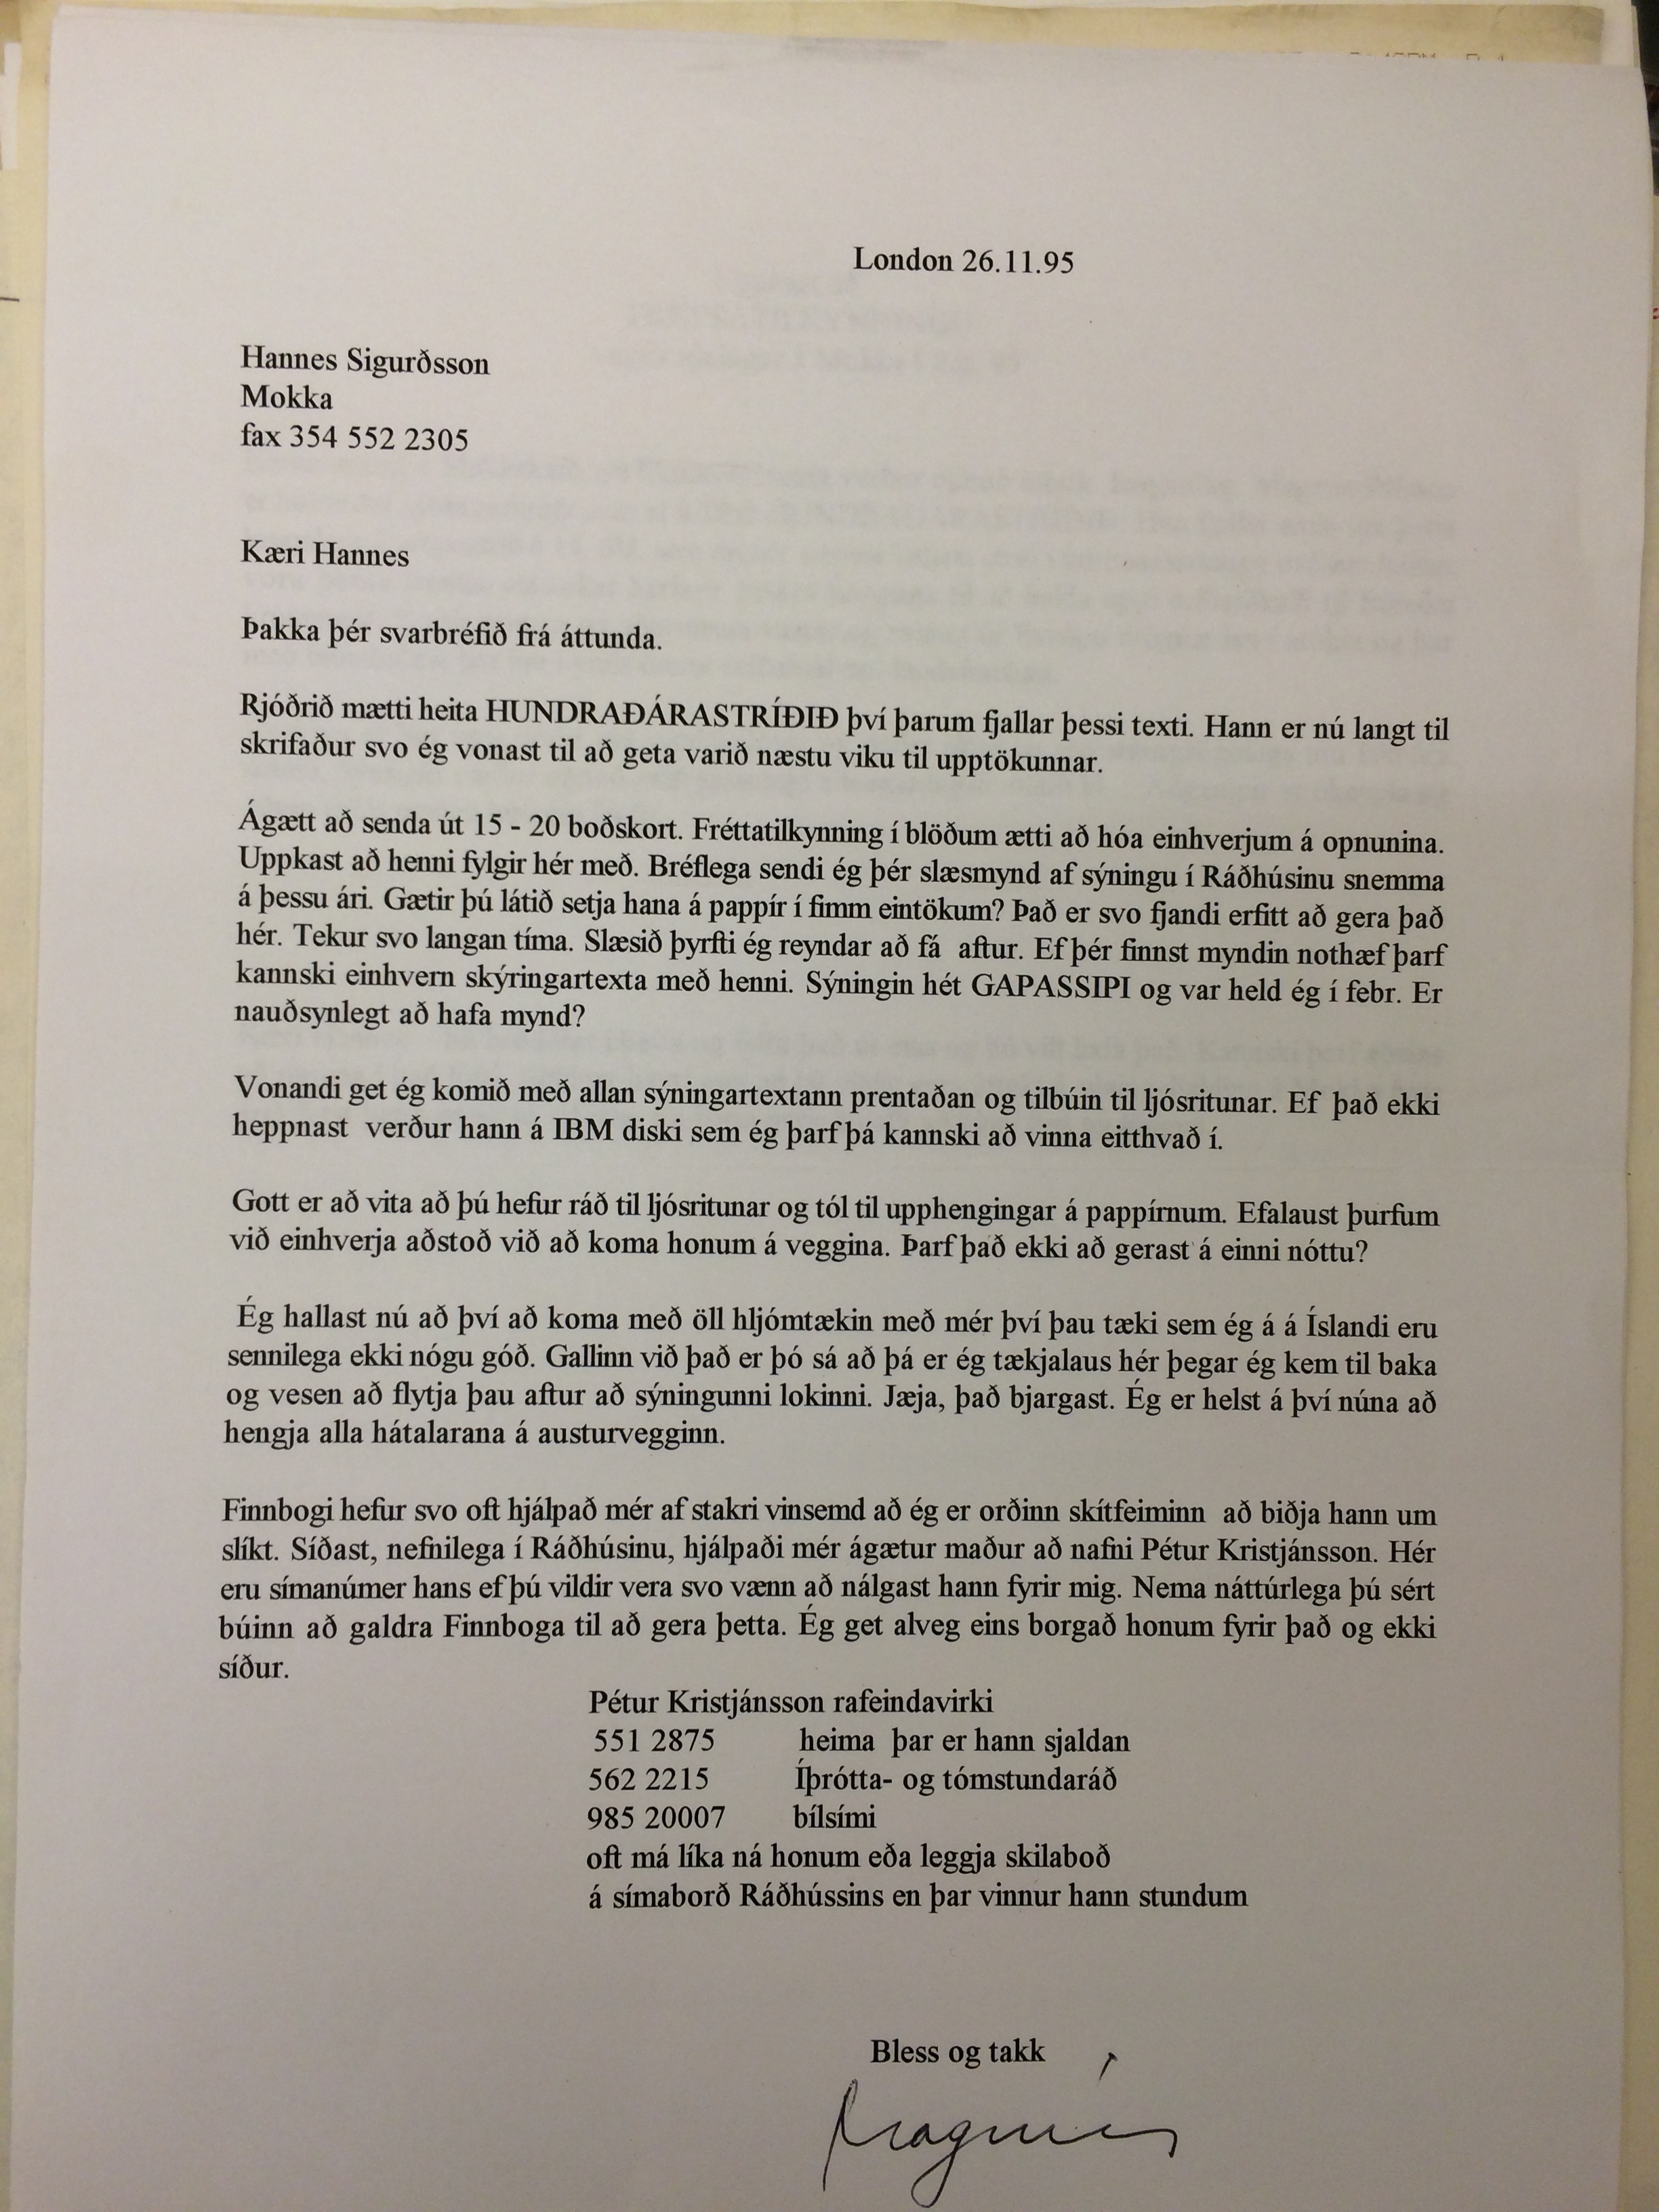 London 26.11.95
Hannes Sigurðsson
Mokka
fax 354 552 2305
Kæri Hannes
Þakka þér svarbréfið frá áttunda.
Rjóðrið mætti heita HUNDRAÐÁRASTRÍÐIÐ því þarum fjallar þessi texti. Hann er nú langt til
skrifaður svo ég vonast til að geta varið næstu viku til upptökunnar.
Ágætt að senda út 15 - 20 boðskort. Fréttatilkynning í blöðum ætti að hóa einhverjum á opnunina.
Uppkast að henni fylgir hér með. Bréflega sendi ég þér slæsmynd af sýningu í Ráðhúsinu snemma
á þessu ári. Gætir þú látið setja hana á pappír í fimm eintökum? Það er svo fjandi erfitt að gera það
hér. Tekur svo langan tíma. Slæsið þyrfti ég reyndar að fá aftur. Ef þér finnst myndin nothæf þarf
kannski einhvern skýringartexta með henni. Sýningin hét GAPASSIPI og var held ég í febr. Er
nauðsynlegt að hafa mynd?
Vonandi get ég komið með allan sýningartextann prentaðan og tilbúin til ljósritunar. Ef það ekki
heppnast verður hann á IBM diski sem ég þarf þá kannski að vinna eitthvað í.
Gott er að vita að þú hefur ráð til ljósritunar og tól til upphengingar á pappírnum. Efalaust þurfum
við einhverja aðstoð við að koma honum á veggina. Þarf það ekki að gerast á einni nóttu?
Ég hallast nú að því að koma með öll hljómtækin með mér því þau tæki sem ég á á Íslandi eru
sennilega ekki nógu góð. Gallinn við það er þó sá að þá er ég tækjalaus hér þegar ég kem til baka
og vesen að flytja þau aftur að sýningunni lokinni. Jæja, það bjargast. Ég er helst á því núna að
hengja alla hátalarana á austurvegginn.
Finnbogi hefur svo oft hjálpað mér af stakri vinsemd að ég er orðinn skítfeiminn að biðja hann um
slíkt. Síðast, nefnilega í Ráðhúsinu, hjálpaði mér ágætur maður að nafni Pétur Kristjánsson. Hér
eru símanúmer hans ef þú vildir vera svo vænn að nálgast hann fyrir mig. Nema náttúrlega þú sért
búinn að galdra Finnboga til að gera þetta. Ég get alveg eins borgað honum fyrir það og ekki
síður.
Pétur Kristjánsson rafeindavirki
551 2875 heima þar er hann sjaldan
562 2215 Íþrótta- og tómstundaráð
985 20007 bílsími
oft má líka ná honum eða leggja skilaboð
á símaborð Ráðhússins en þar vinnur hann stundum
Bless og takk
Magnús